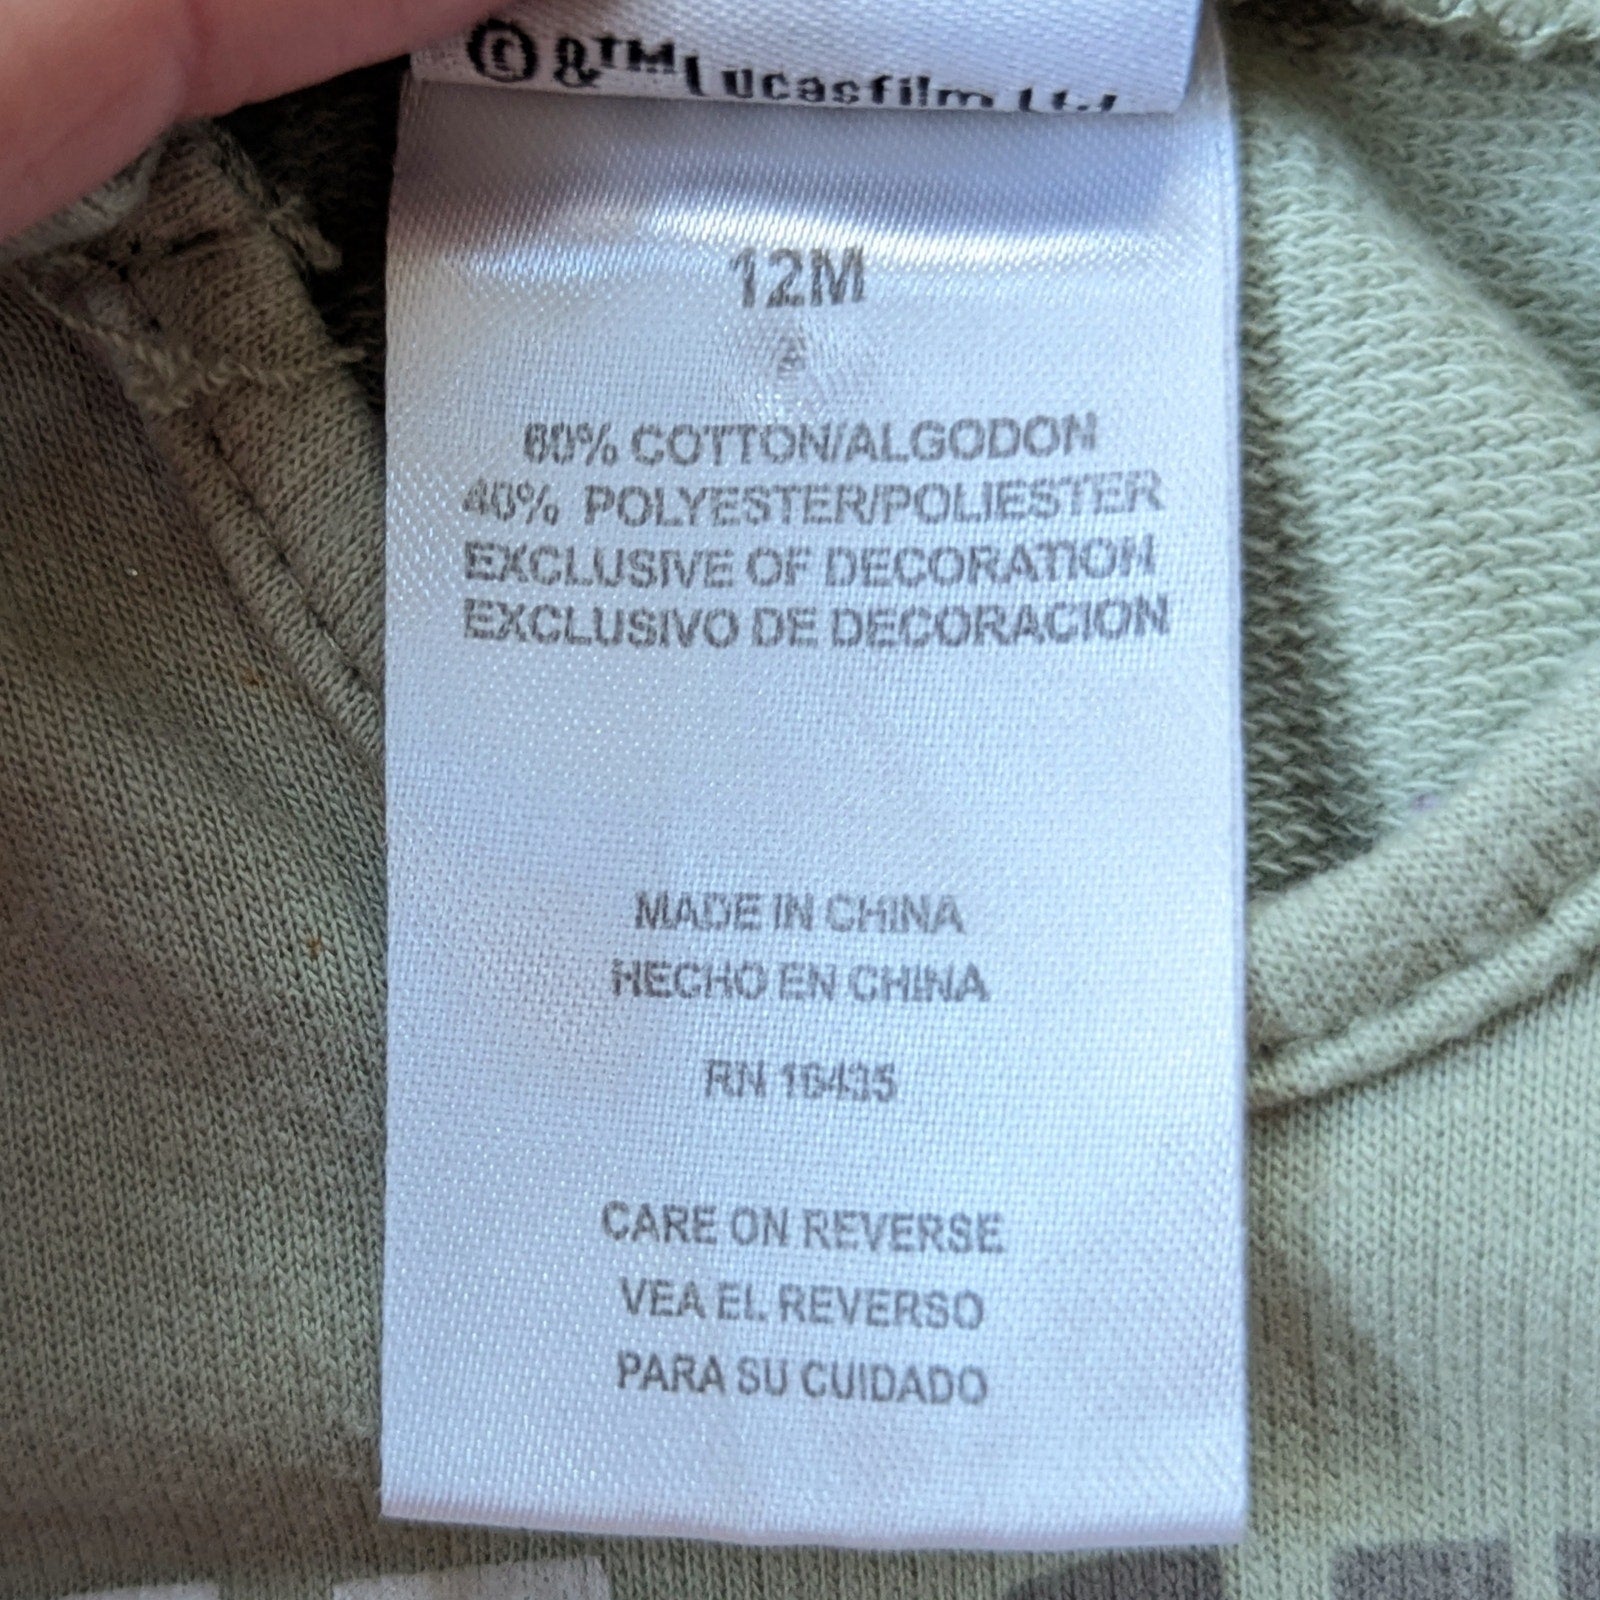 © &™ Lucasfilm Ltd
12M
2
60% COTTON/ALGODON
40% POLYESTER/POLIESTER
EXCLUSIVE OF DECORATION
EXCLUSIVO DE DECORACION
MADE IN CHINA
HECHO EN CHINA
RN 16435
CARE ON REVERSE
VEA EL REVERSO
PARA SU CUIDADO